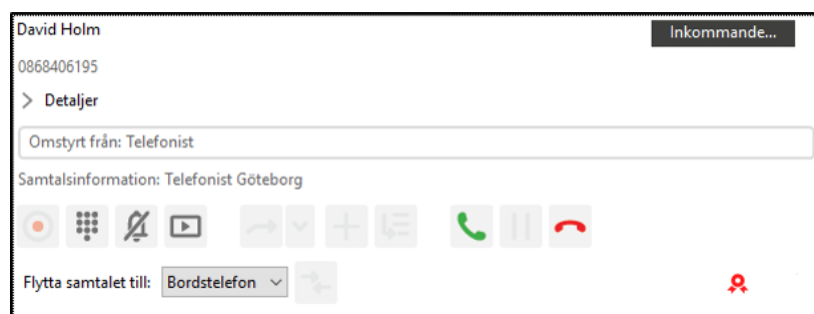 David Holm
Inkommande...
0868406195
Detaljer
Omstyrt från: Telefonist
Samtalsinformation: Telefonist Göteborg
Flytta samtalet till: Bordstelefon